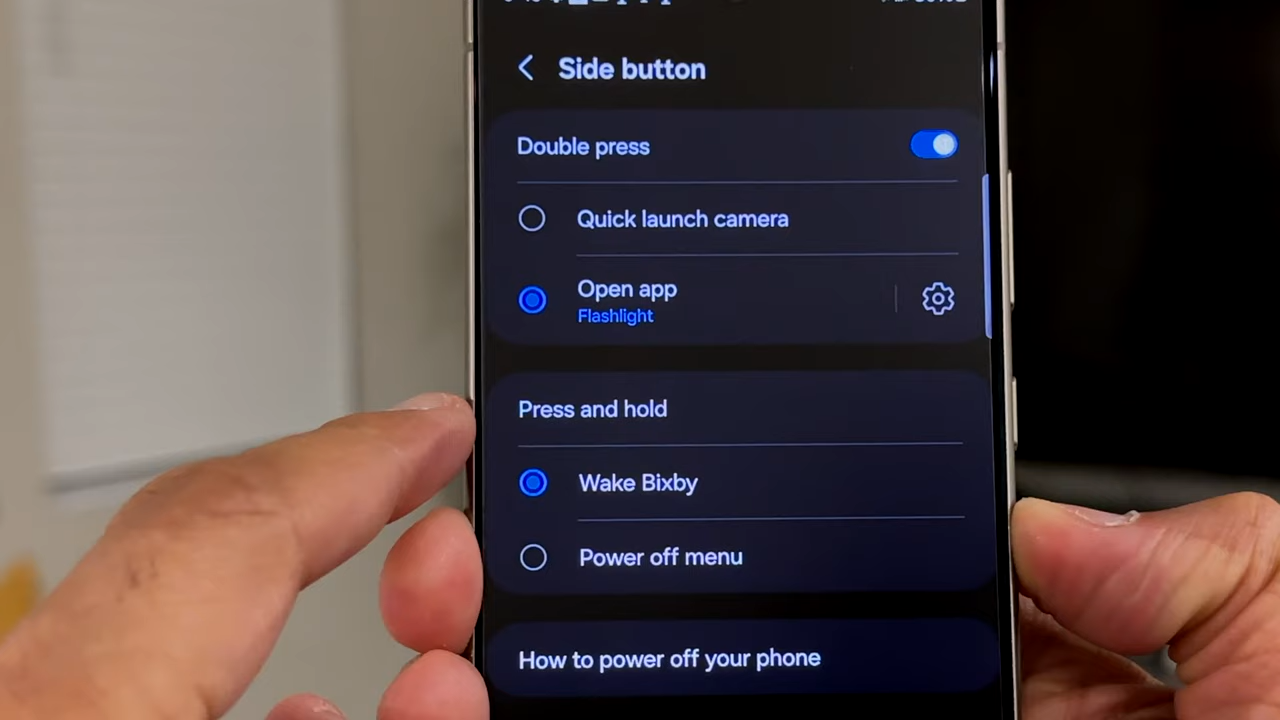 Side button
Double press
Quick launch camera
Open app
Flashlight
Press and hold
Wake Bixby
Power off menu
How to power off your phone